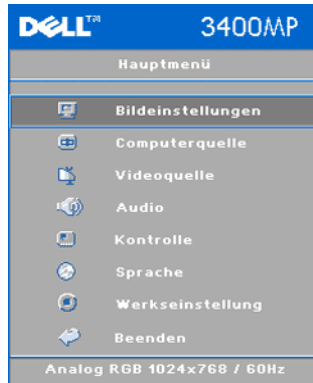 DELL™ 3400MP
Hauptmenü
Bildeinstellungen
Computerquelle
Videoquelle
Audio
Kontrolle
Sprache
Werkseinstellung
Beenden
Analog RGB 1024x768 / 60Hz